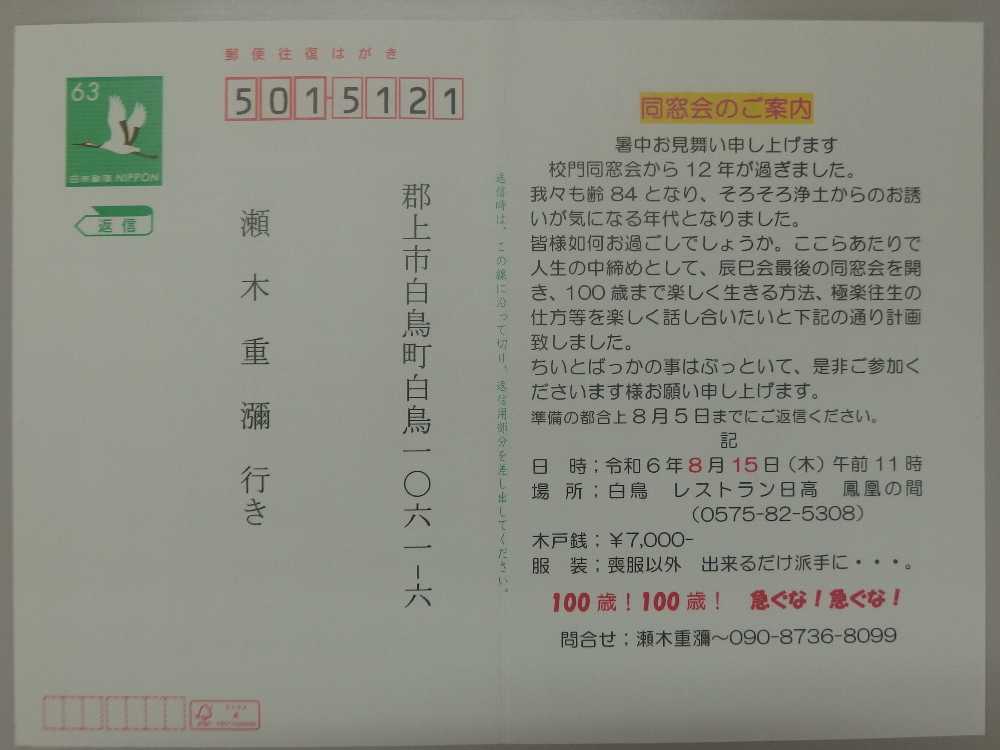 郵便往復はがき
63
日本郵便 NIPPON
返信
501-5121
郡上市白鳥町白鳥一〇六一-六
瀬木重彌行き
返信時は、この線に沿って切り、返信用部分を差し出してください。
同窓会のご案内
暑中お見舞い申し上げます
校門同窓会から12年が過ぎました。
我々も齢84となり、そろそろ浄土からのお誘
いが気になる年代となりました。
皆様如何お過ごしでしょうか。ここらあたりで
人生の中締めとして、辰巳会最後の同窓会を開
き、100歳まで楽しく生きる方法、極楽往生の
仕方等を楽しく話し合いたいと下記の通り計画
致しました。
ちいとばっかの事はぶっといて、是非ご参加く
ださいます様お願い申し上げます。
準備の都合上8月5日までにご返信ください。
記
日 時；令和6年8月15日（木）午前11時
場 所；白鳥 レストラン日高 鳳凰の間
（0575-82-5308）
木戸銭；￥7,000-
服 装；喪服以外 出来るだけ派手に・・・。
100歳！100歳！ 急ぐな！急ぐな！
問合せ；瀬木重彌～090-8736-8099